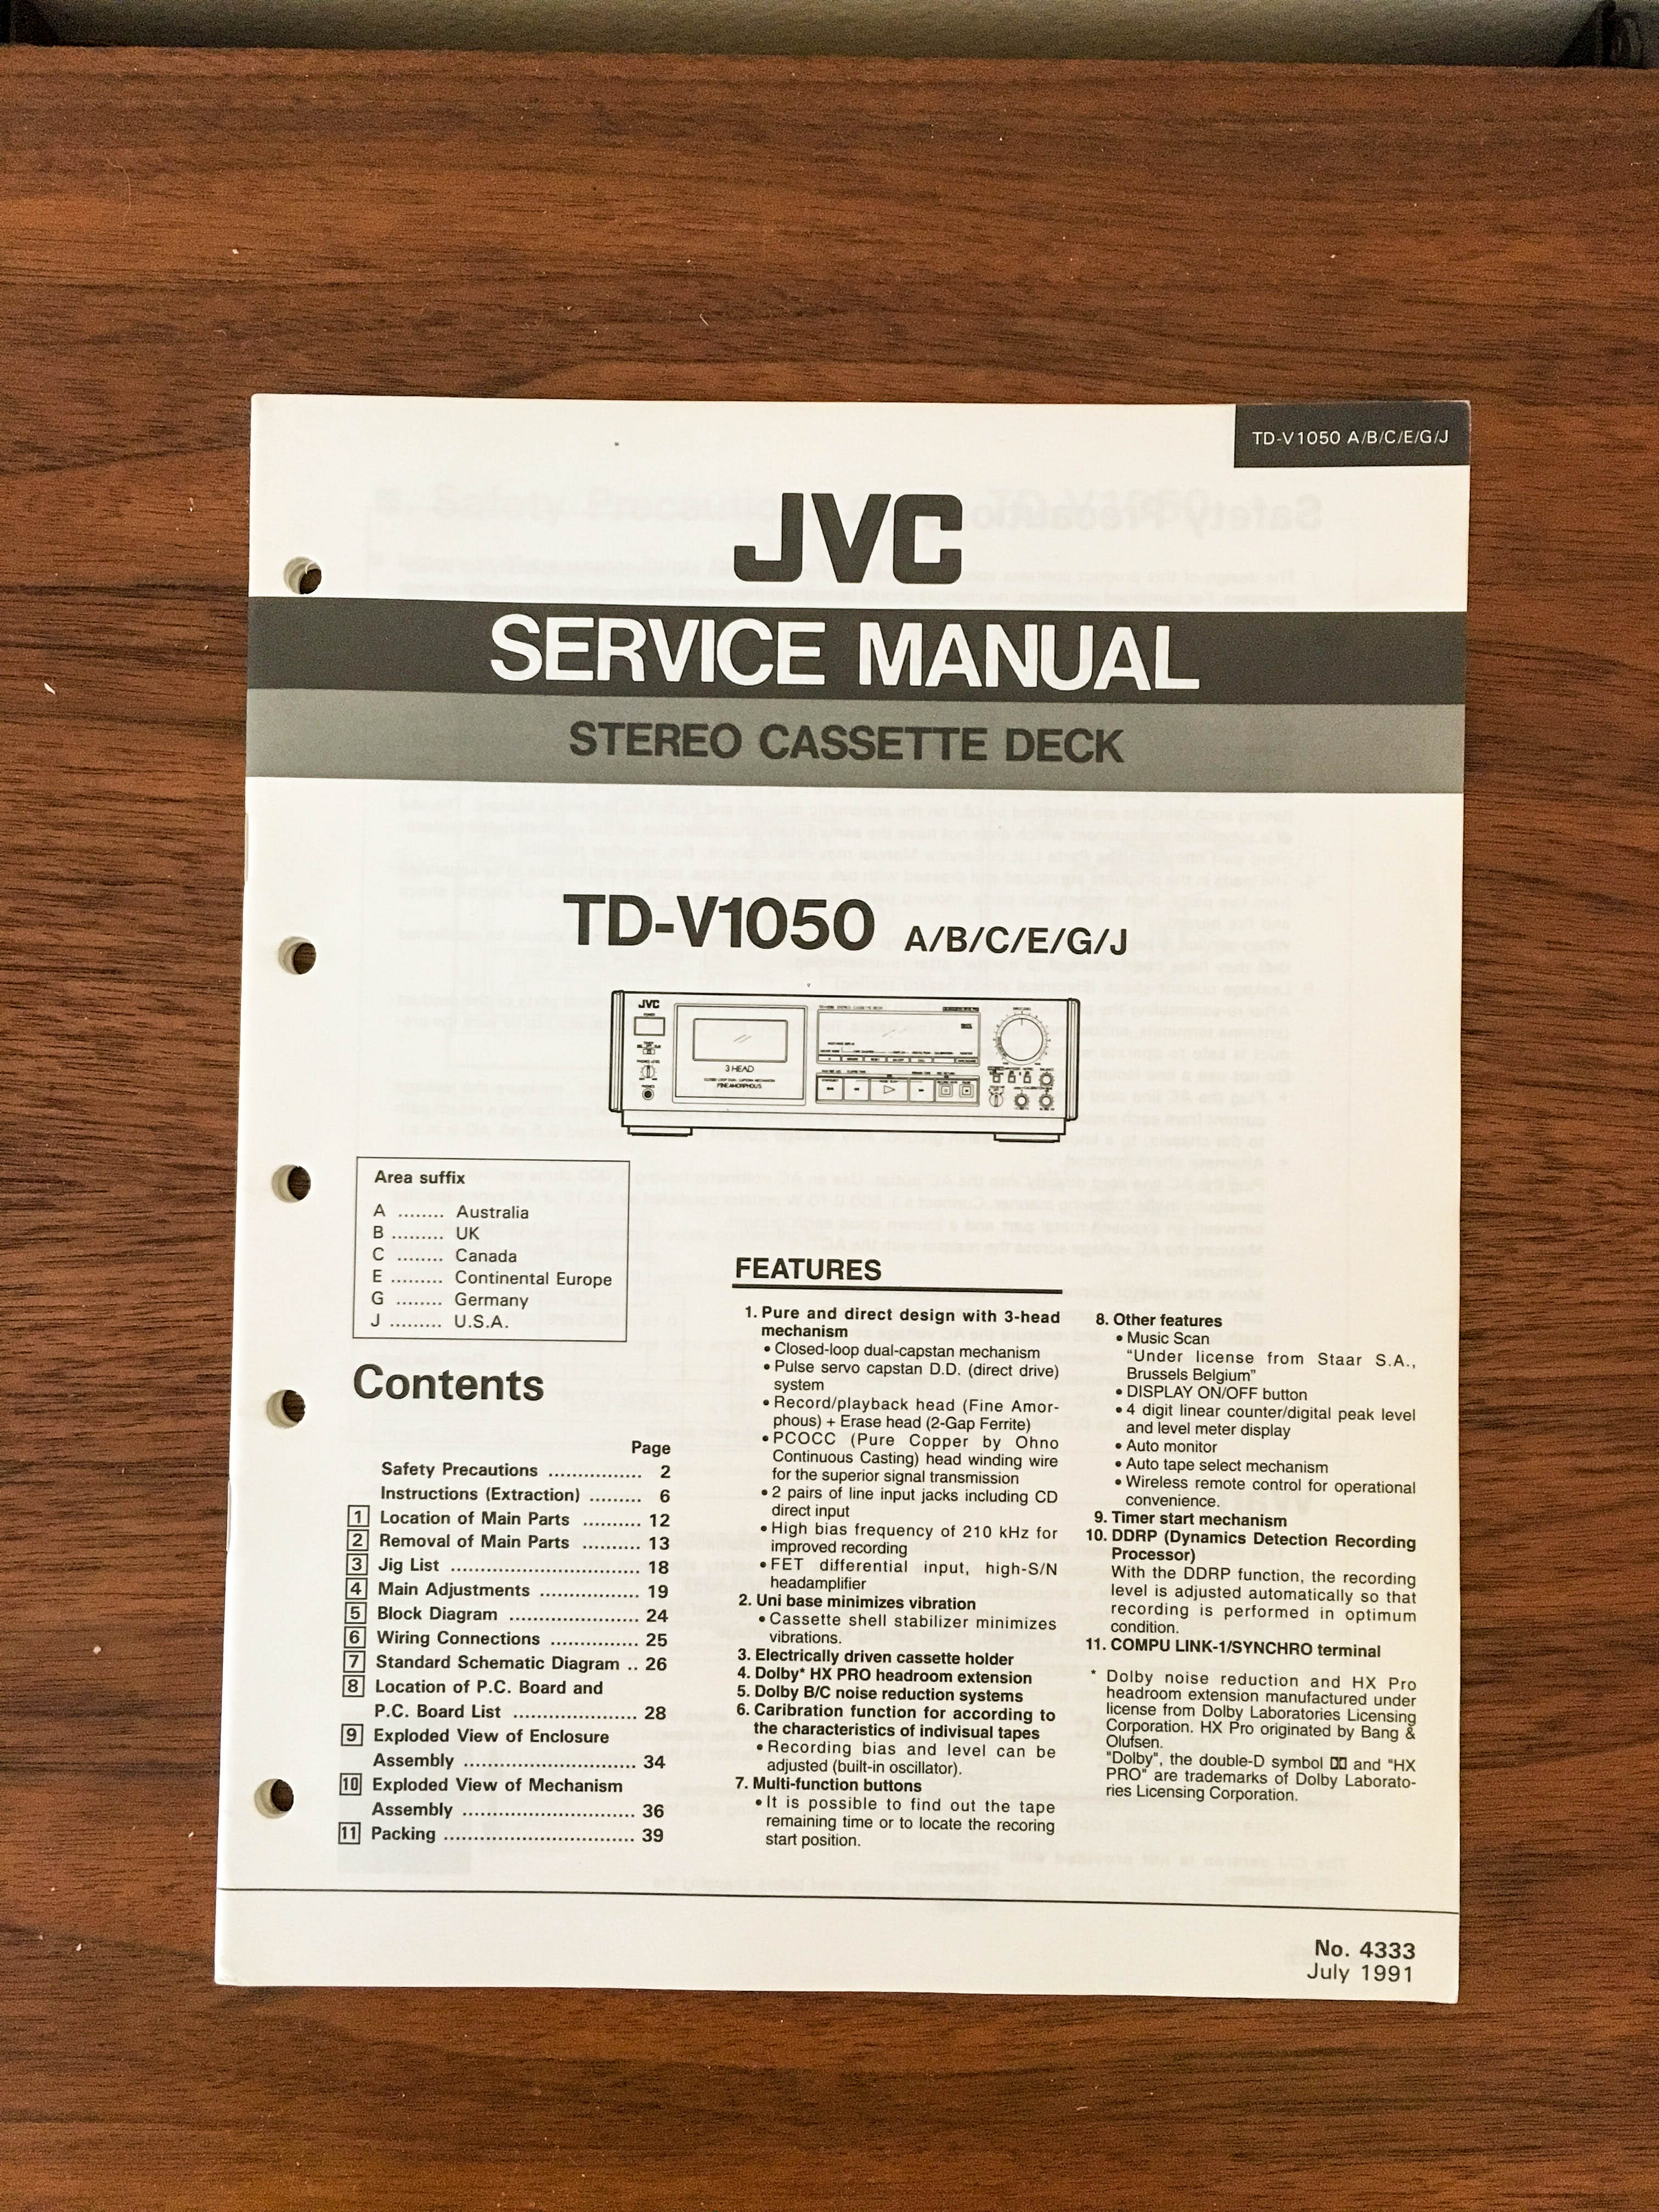 TD-V1050 A/B/C/E/G/J
JVC
SERVICE MANUAL
STEREO CASSETTE DECK
TD-V1050 A/B/C/E/G/J
JVC
3 HEAD
FINE AMORPHOUS
Area suffix
A ........ Australia
B ......... UK
C ........ Canada
E ......... Continental Europe
G ........ Germany
J ......... U.S.A.
Contents
Page
Safety Precautions ................ 2
Instructions (Extraction) ......... 6
1 Location of Main Parts .......... 12
2 Removal of Main Parts .......... 13
3 Jig List ............................... 18
4 Main Adjustments ................ 19
5 Block Diagram ..................... 24
6 Wiring Connections ............... 25
7 Standard Schematic Diagram .. 26
8 Location of P.C. Board and
P.C. Board List .................... 28
9 Exploded View of Enclosure
Assembly ............................ 34
10 Exploded View of Mechanism
Assembly ............................ 36
11 Packing ............................... 39
FEATURES
1. Pure and direct design with 3-head
mechanism
• Closed-loop dual-capstan mechanism
• Pulse servo capstan D.D. (direct drive)
system
• Record/playback head (Fine Amor-
phous) + Erase head (2-Gap Ferrite)
• PCOCC (Pure Copper by Ohno
Continuous Casting) head winding wire
for the superior signal transmission
• 2 pairs of line input jacks including CD
direct input
• High bias frequency of 210 kHz for
improved recording
• FET differential input, high-S/N
headamplifier
2. Uni base minimizes vibration
• Cassette shell stabilizer minimizes
vibrations.
3. Electrically driven cassette holder
4. Dolby* HX PRO headroom extension
5. Dolby B/C noise reduction systems
6. Caribration function for according to
the characteristics of indivisual tapes
• Recording bias and level can be
adjusted (built-in oscillator).
7. Multi-function buttons
• It is possible to find out the tape
remaining time or to locate the recoring
start position.
8. Other features
• Music Scan
"Under license from Staar S.A.,
Brussels Belgium"
• DISPLAY ON/OFF button
• 4 digit linear counter/digital peak level
and level meter display
• Auto monitor
• Auto tape select mechanism
• Wireless remote control for operational
convenience.
9. Timer start mechanism
10. DDRP (Dynamics Detection Recording
Processor)
With the DDRP function, the recording
level is adjusted automatically so that
recording is performed in optimum
condition.
11. COMPU LINK-1/SYNCHRO terminal
* Dolby noise reduction and HX Pro
headroom extension manufactured under
license from Dolby Laboratories Licensing
Corporation. HX Pro originated by Bang &
Olufsen.
"Dolby", the double-D symbol and "HX
PRO" are trademarks of Dolby Laborato-
ries Licensing Corporation.
No. 4333
July 1991